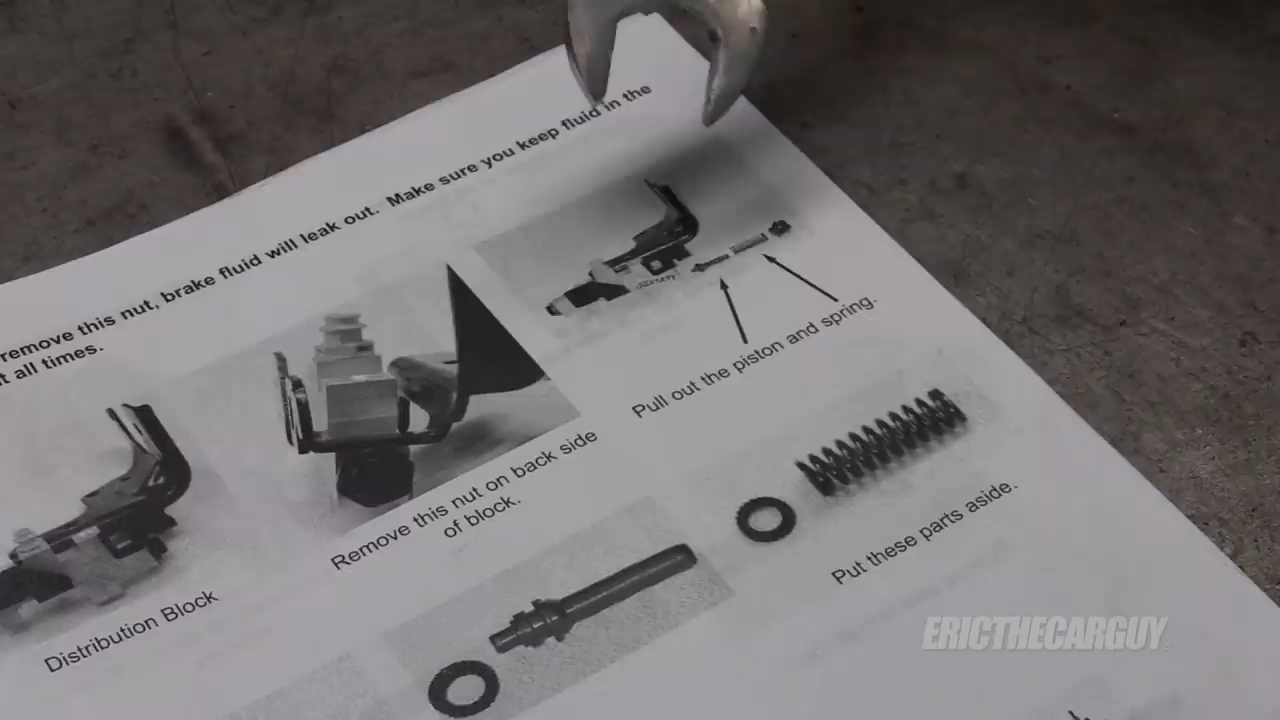 remove this nut, brake fluid will leak out. Make sure you keep fluid in the
t all times.
Pull out the piston and spring.
Remove this nut on back side
of block.
Put these parts aside.
Distribution Block
ERICTHECARGUY